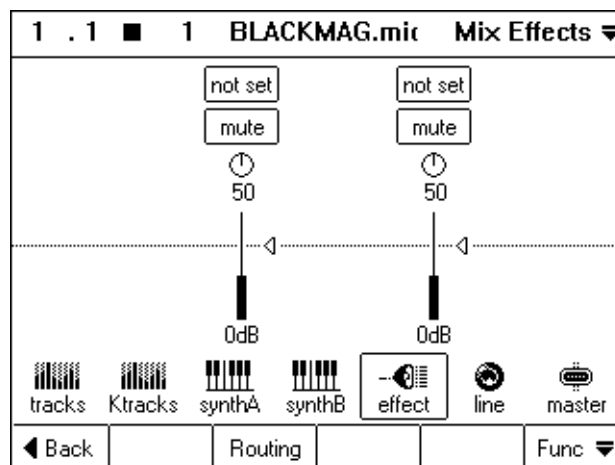 1 .1 ■ 1 BLACKMAG.mid Mix Effects
not set not set
mute mute
50 50
0dB 0dB
tracks Ktracks synthA synthB effect line master
Back Routing Func